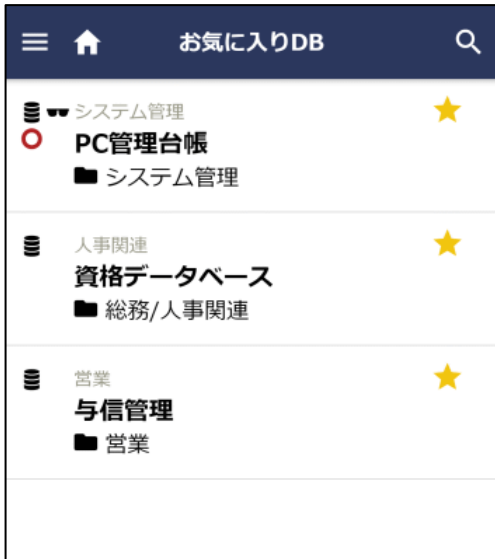 お気に入りDB
システム管理
PC管理台帳
システム管理
人事関連
資格データベース
総務/人事関連
営業
与信管理
営業